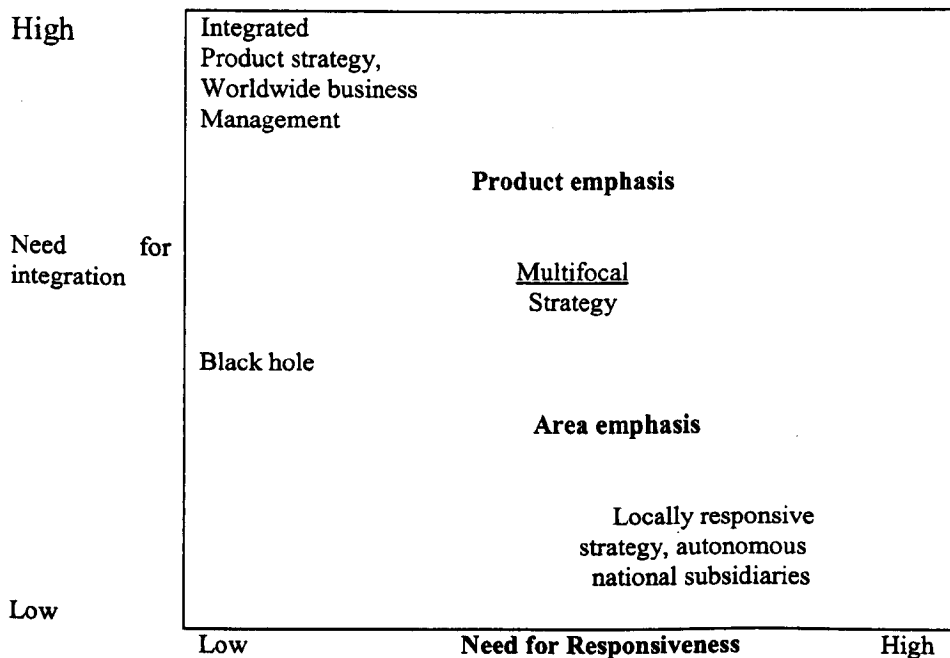 High
Integrated
Product strategy,
Worldwide business
Management
Product emphasis
Need for
integration
Multifocal
Strategy
Black hole
Area emphasis
Locally responsive
strategy, autonomous
national subsidiaries
Low
Low Need for Responsiveness High